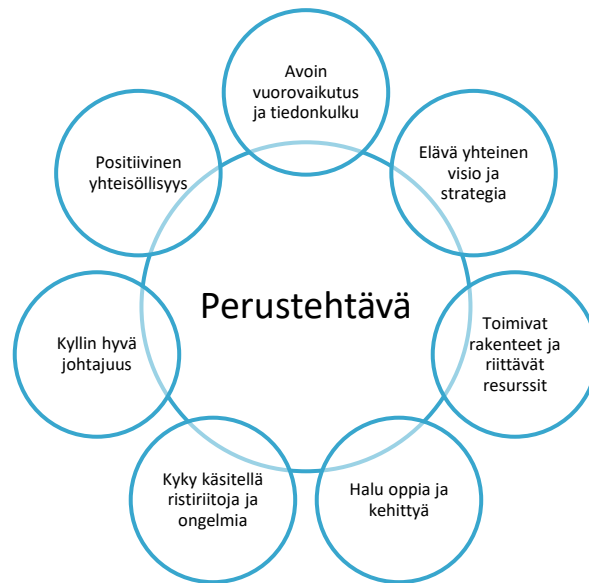 Avoin
vuorovaikutus
ja tiedonkulku
Elävä yhteinen
visio ja
strategia
Toimivat
rakenteet ja
riittävät
resurssit
Halu oppia ja
kehittyä
Kyky käsitellä
ristiriitoja ja
ongelmia
Kyllin hyvä
johtajuus
Positiivinen
yhteisöllisyys
Perustehtävä